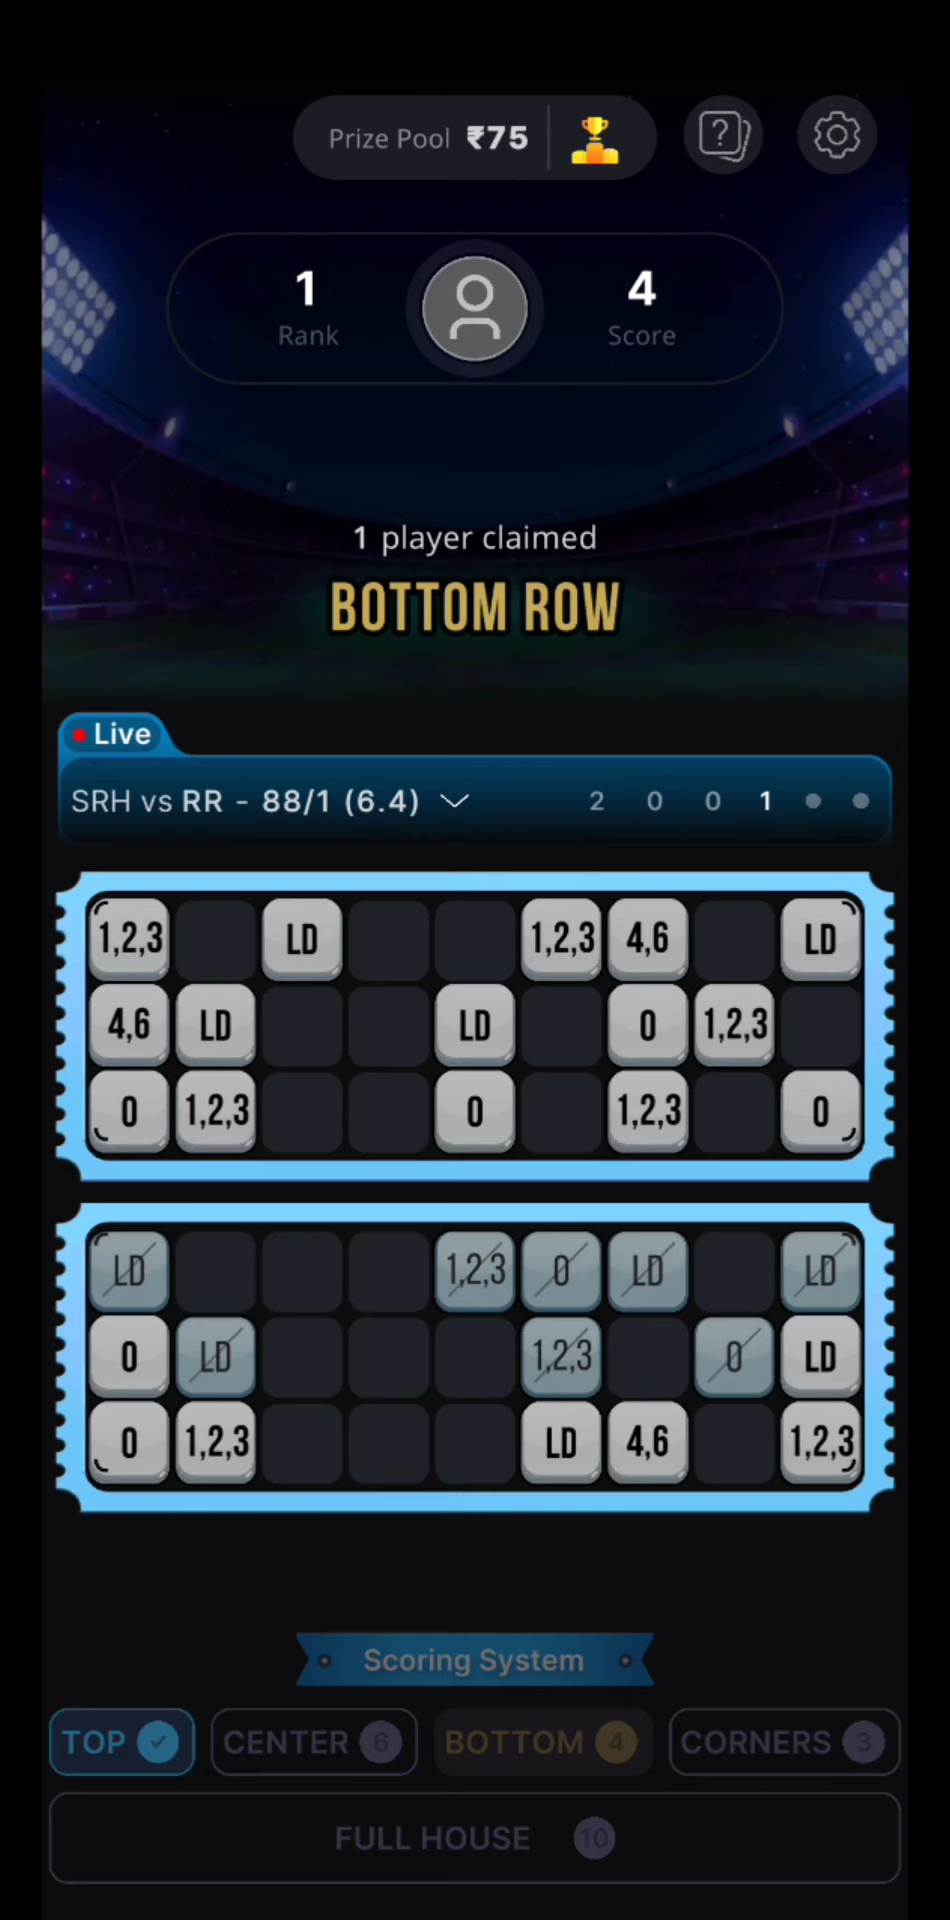 Prize Pool ₹75
?
1 4
Rank Score
1 player claimed
BOTTOM ROW
Live
SRH vs RR - 88/1 (6.4) 2 0 0 1
1,2,3 LD 1,2,3 4,6 LD
4,6 LD LD 0 1,2,3
0 1,2,3 0 1,2,3 0
LD 1,2,3 0 LD LD
0 LD 1,2,3 0 LD
0 1,2,3 LD 4,6 1,2,3
Scoring System
TOP CENTER 6 BOTTOM 4 CORNERS 3
FULL HOUSE 10